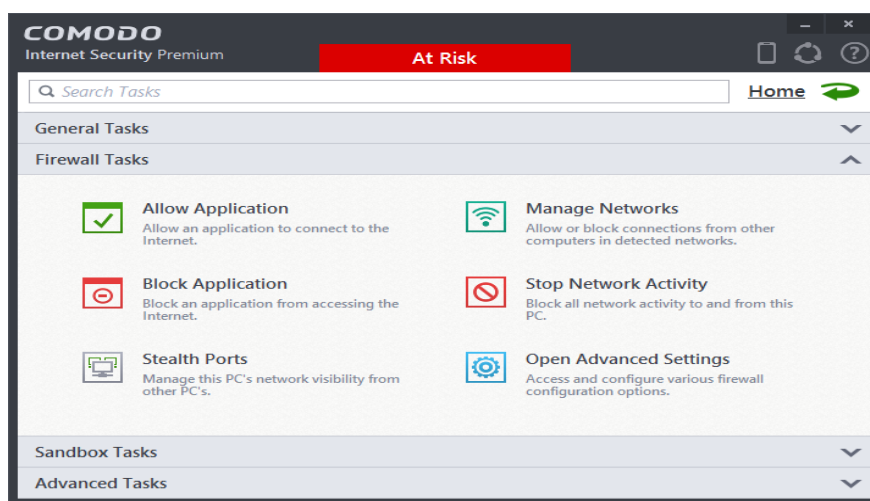 COMODO
Internet Security Premium
At Risk
Search Tasks
Home
General Tasks
Firewall Tasks
Allow Application
Allow an application to connect to the
Internet.
Manage Networks
Allow or block connections from other
computers in detected networks.
Block Application
Block an application from accessing the
Internet.
Stop Network Activity
Block all network activity to and from this
PC.
Stealth Ports
Manage this PC's network visibility from
other PC's.
Open Advanced Settings
Access and configure various firewall
configuration options.
Sandbox Tasks
Advanced Tasks